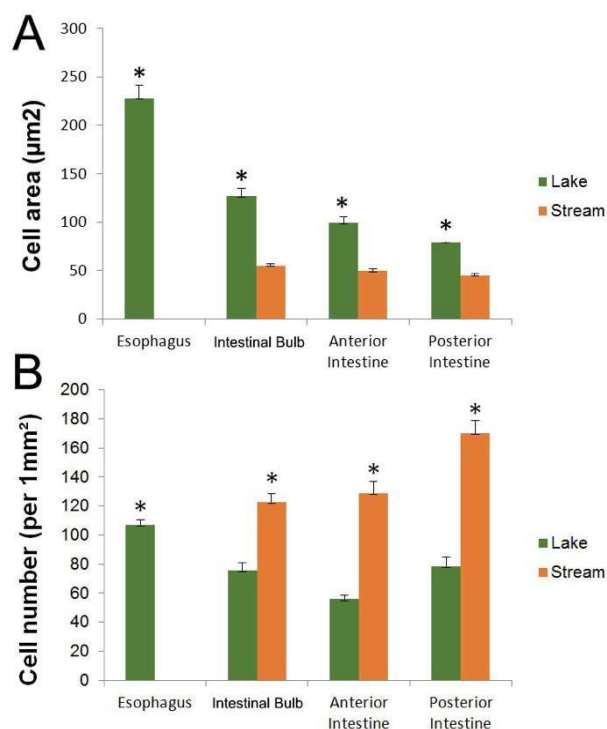 A
Cell area (µm2)
300
250
200
150
100
50
0
*
*
*
*
Lake
Stream
Esophagus
Intestinal Bulb
Anterior
Intestine
Posterior
Intestine
B
Cell number (per 1mm²)
200
180
160
140
120
100
80
60
40
20
0
*
*
*
*
Lake
Stream
Esophagus
Intestinal Bulb
Anterior
Intestine
Posterior
Intestine